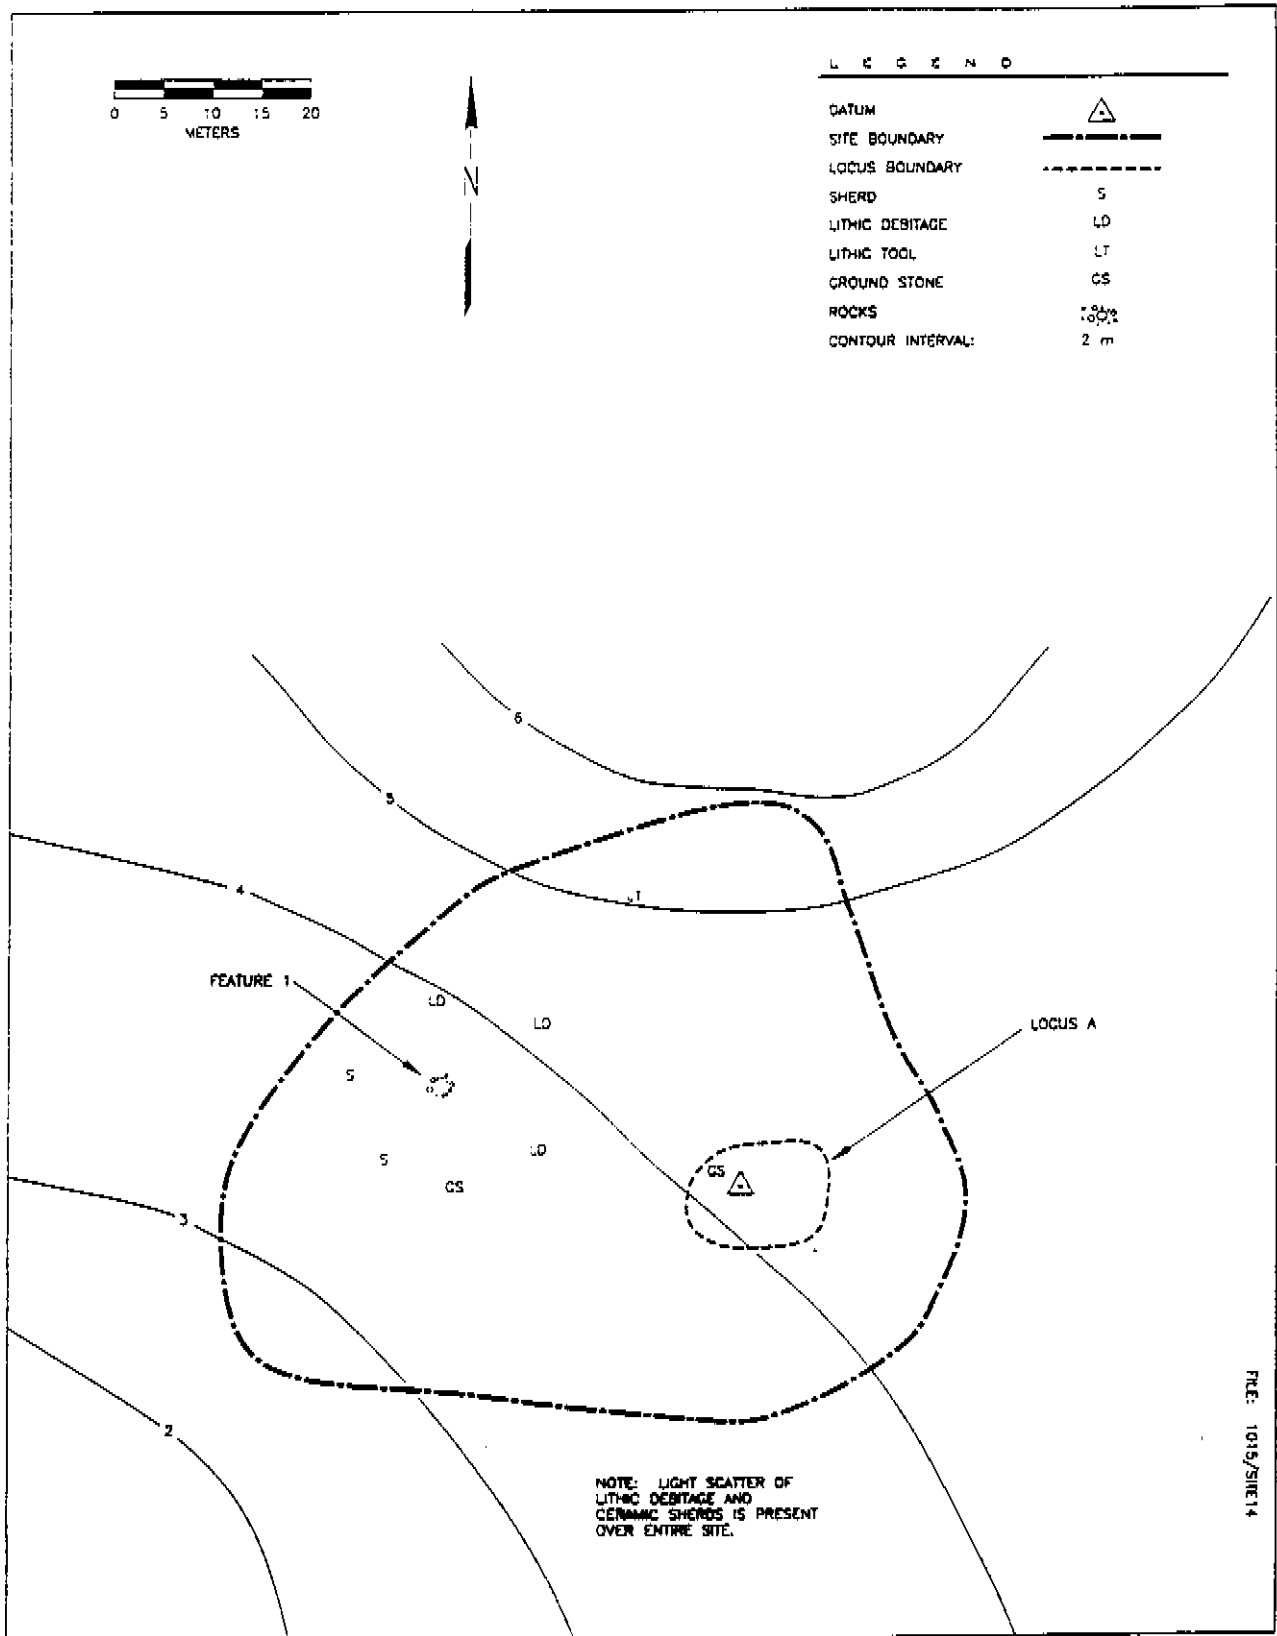 L E G E N D
0 5 10 15 20
METERS
N
DATUM
SITE BOUNDARY
LOCUS BOUNDARY
SHERD S
LITHIC DEBITAGE LD
LITHIC TOOL LT
GROUND STONE GS
ROCKS
CONTOUR INTERVAL: 2 m
6
5
4
LT
FEATURE 1
LD
LD
LOCUS A
S
S
LD
GS
GS
3
2
NOTE: LIGHT SCATTER OF
LITHIC DEBITAGE AND
CERAMIC SHERDS IS PRESENT
OVER ENTIRE SITE.
FILE: 1015/SITE14